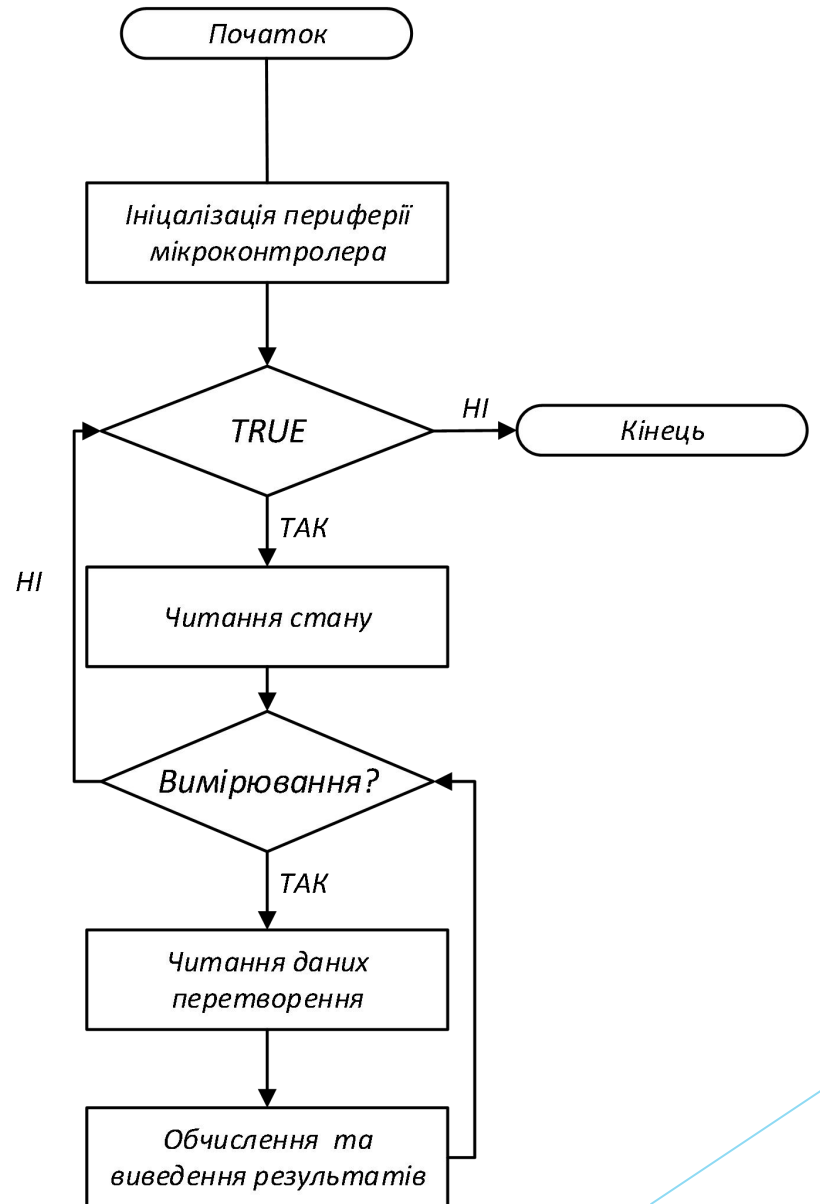 Початок
Ініцалізація периферії
мікроконтролера
TRUE
НІ
Кінець
ТАК
НІ
Читання стану
Вимірювання?
ТАК
Читання даних
перетворення
Обчислення та
виведення результатів